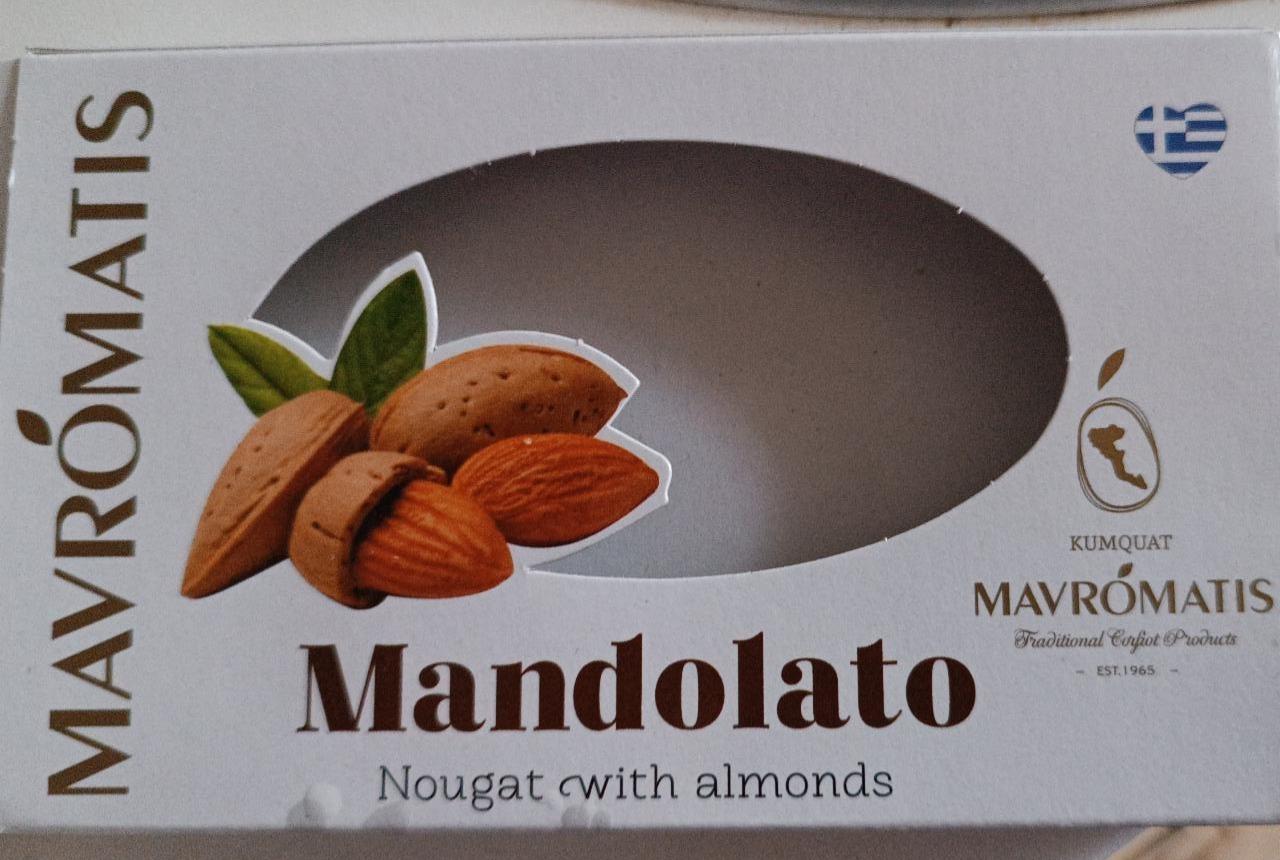 MAVRÓMATIS
KUMQUAT
MAVRÓMATIS
Traditional Corfiot Products
- EST.1965 -
Mandolato
Nougat with almonds